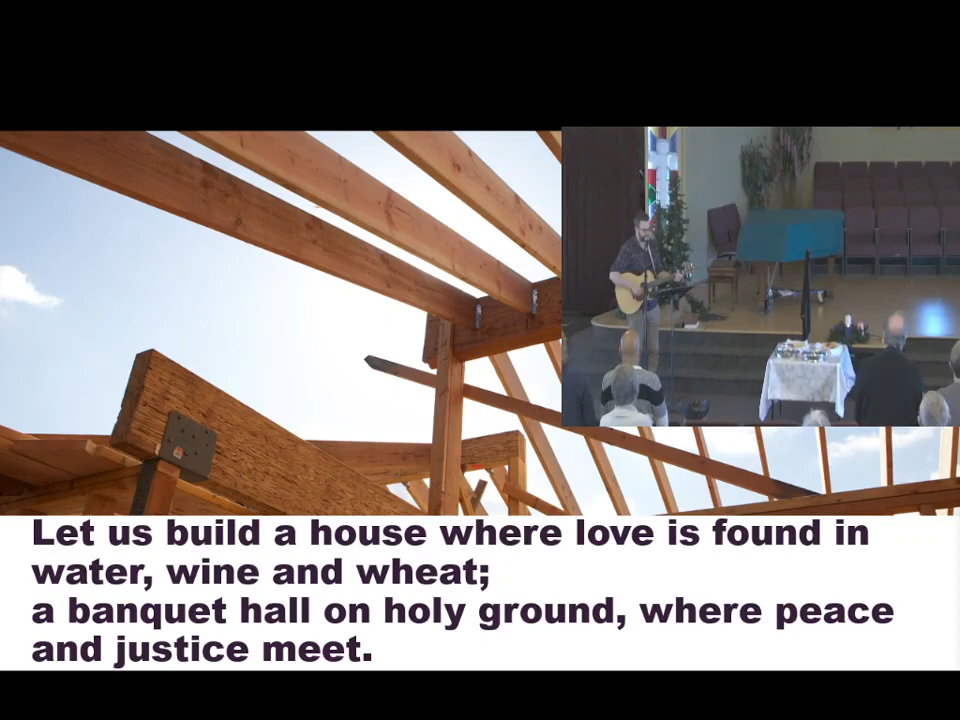 Let us build a house where love is found in
water, wine and wheat;
a banquet hall on holy ground, where peace
and justice meet.